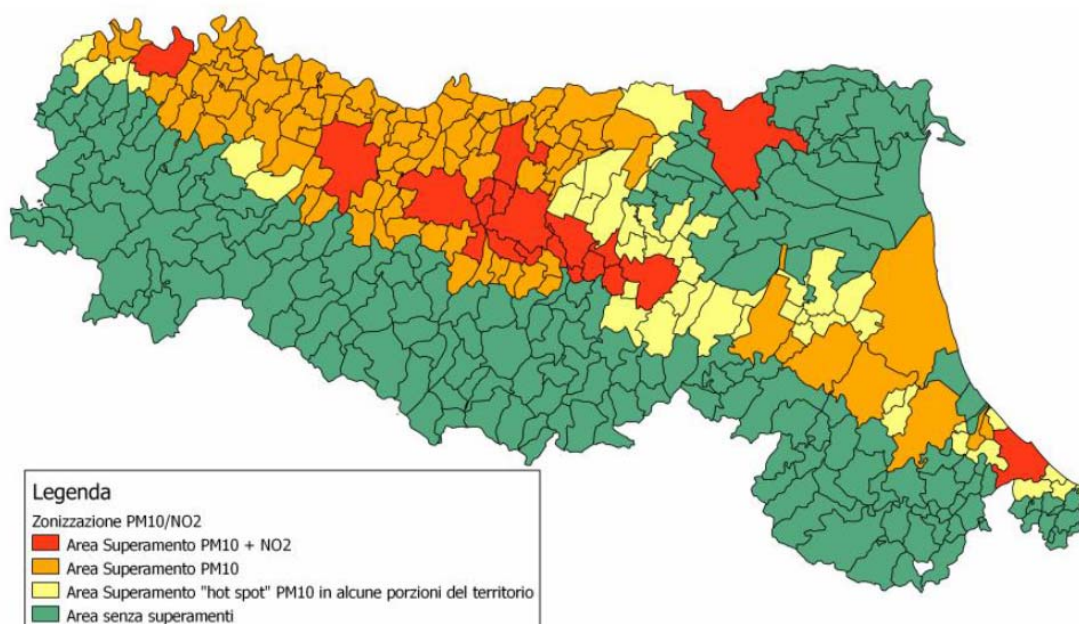 Legenda
Zonizzazione PM10/NO2
Area Superamento PM10 + NO2
Area Superamento PM10
Area Superamento "hot spot" PM10 in alcune porzioni del territorio
Area senza superamenti